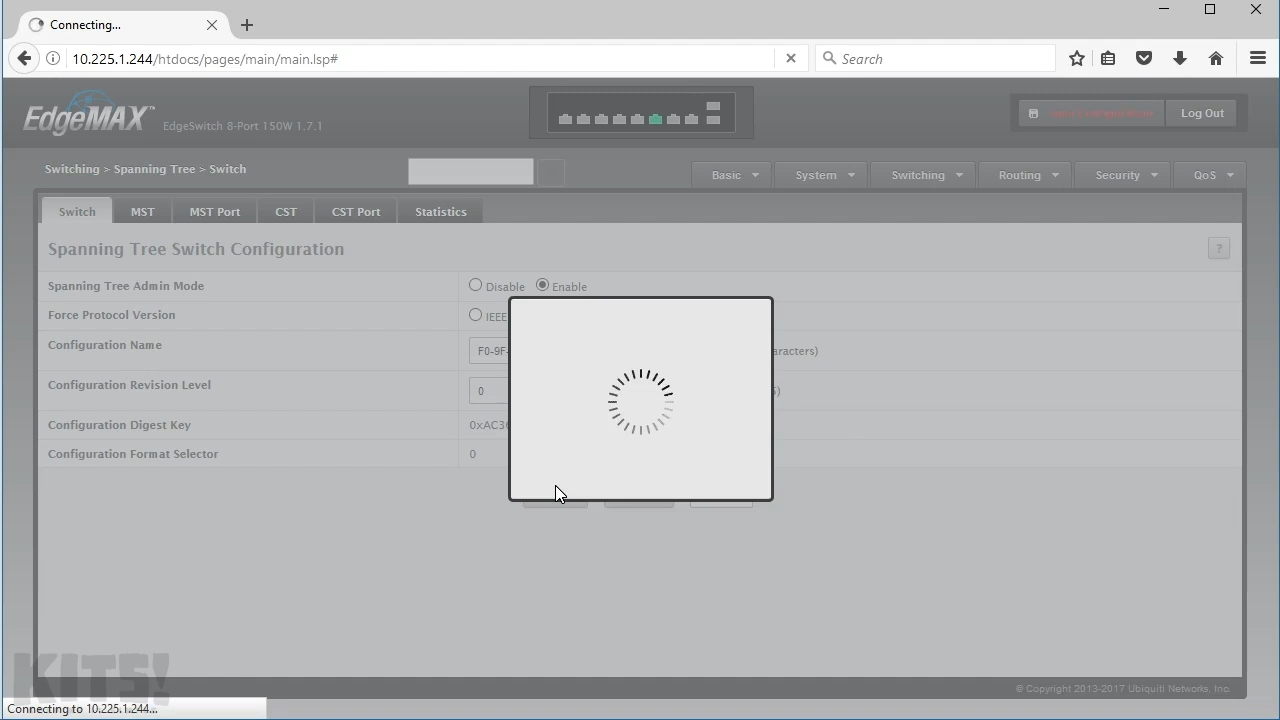 Connecting...
10.225.1.244/htdocs/pages/main/main.lsp#
Search
EdgeMAX™
EdgeSwitch 8-Port 150W 1.7.1
Log Out
Switching > Spanning Tree > Switch
Basic
System
Switching
Routing
Security
QoS
Switch
MST
MST Port
CST
CST Port
Statistics
Spanning Tree Switch Configuration
?
Spanning Tree Admin Mode
Disable
Enable
Force Protocol Version
IEEE
Configuration Name
F0-9F-
aracters)
Configuration Revision Level
0
Configuration Digest Key
0xAC36
Configuration Format Selector
0
KITS!
© Copyright 2013-2017 Ubiquiti Networks, Inc.
Connecting to 10.225.1.244...